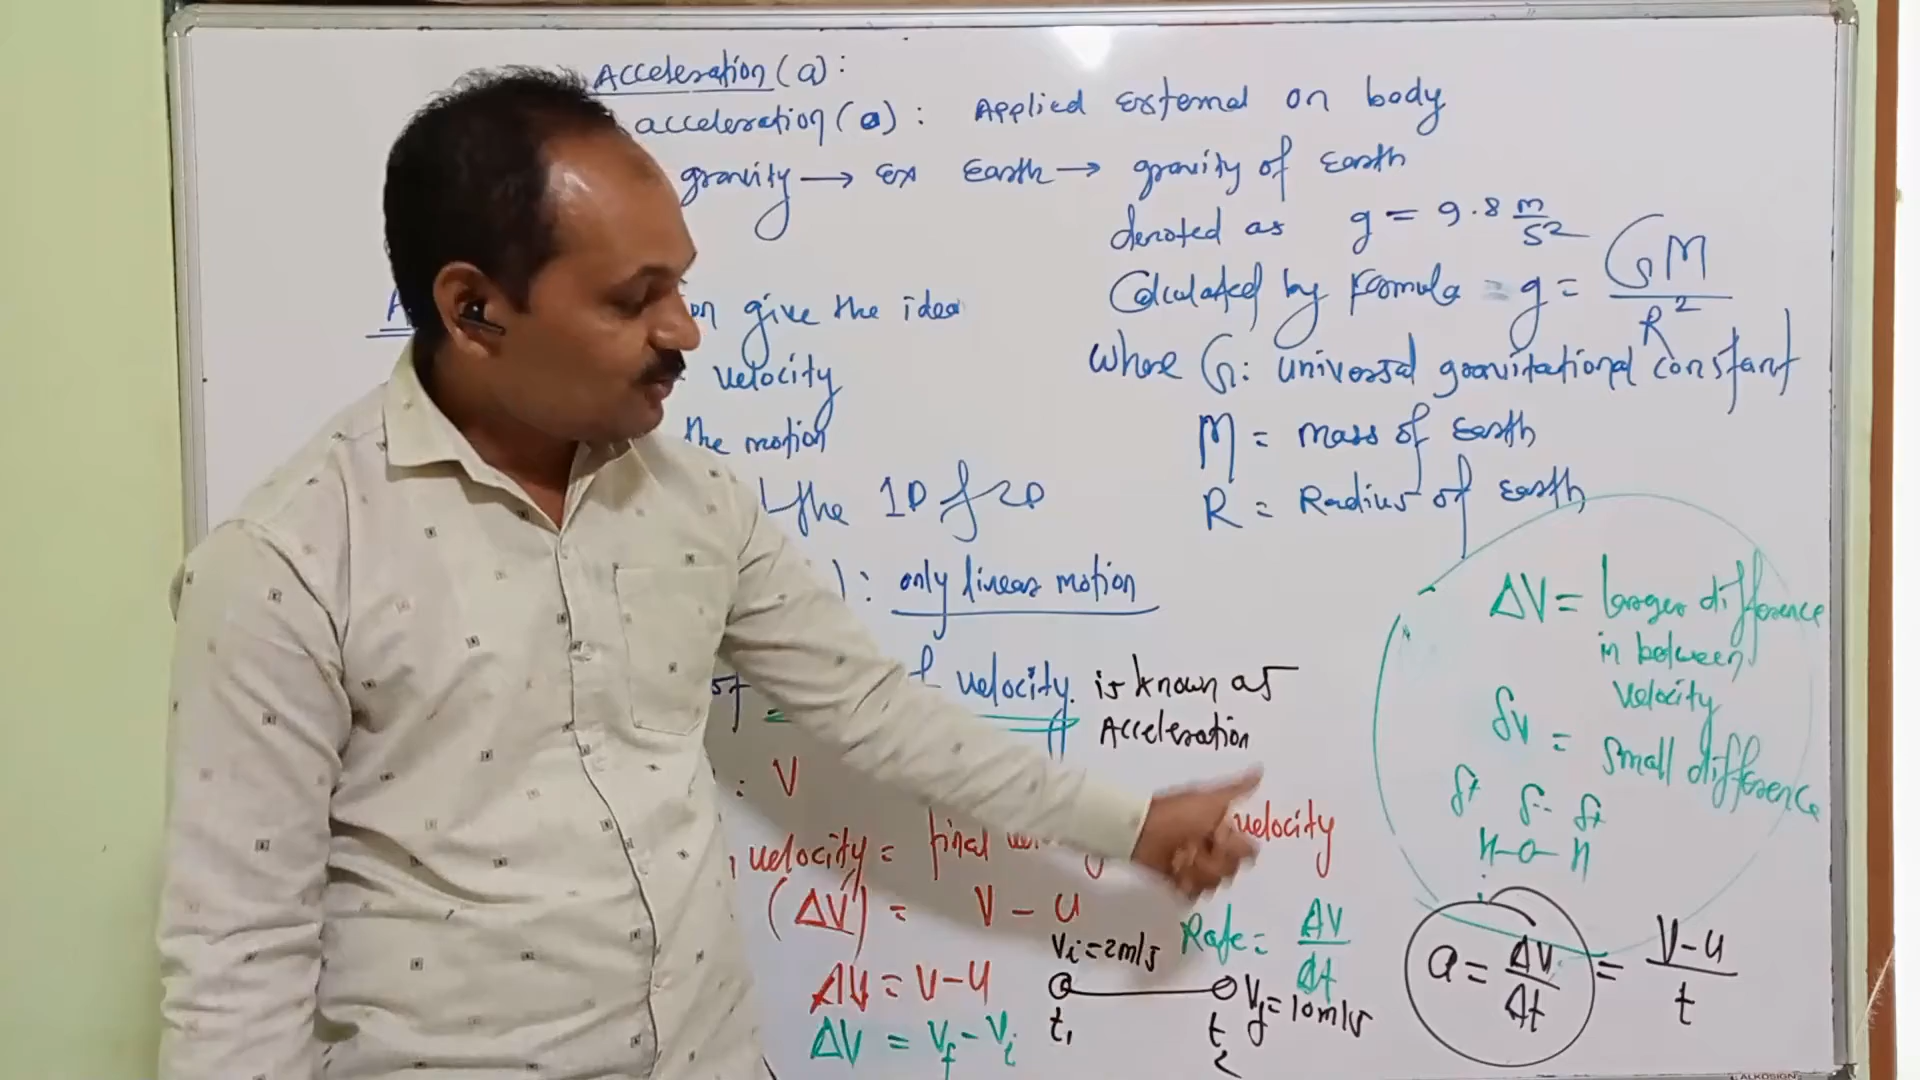 Acceleration (a):
acceleration (a): Applied External on body
gravity → Ex Earth → gravity of Earth
denoted as g = 9.8 m/s²
Calculated by Formula = g = GM/R²
on give the idea
where G: universal gravitational constant
velocity
M = mass of Earth
the motion
R = Radius of Earth
the 1D f 2D
): only linear motion
ΔV = larger difference
in between
velocity
of velocity is known as
Acceleration
δv = small difference
: V
δ+ δ-- δ+
H-O-H
velocity = final velocity
(ΔV) = V - U
Vi = 2m/s
Rate = ΔV/Δt
a = ΔV/Δt = V-U/t
ΔV = V-U
t₁
t₂
Vf = 10m/s
ΔV = Vf - Vi
ALKOSIGN